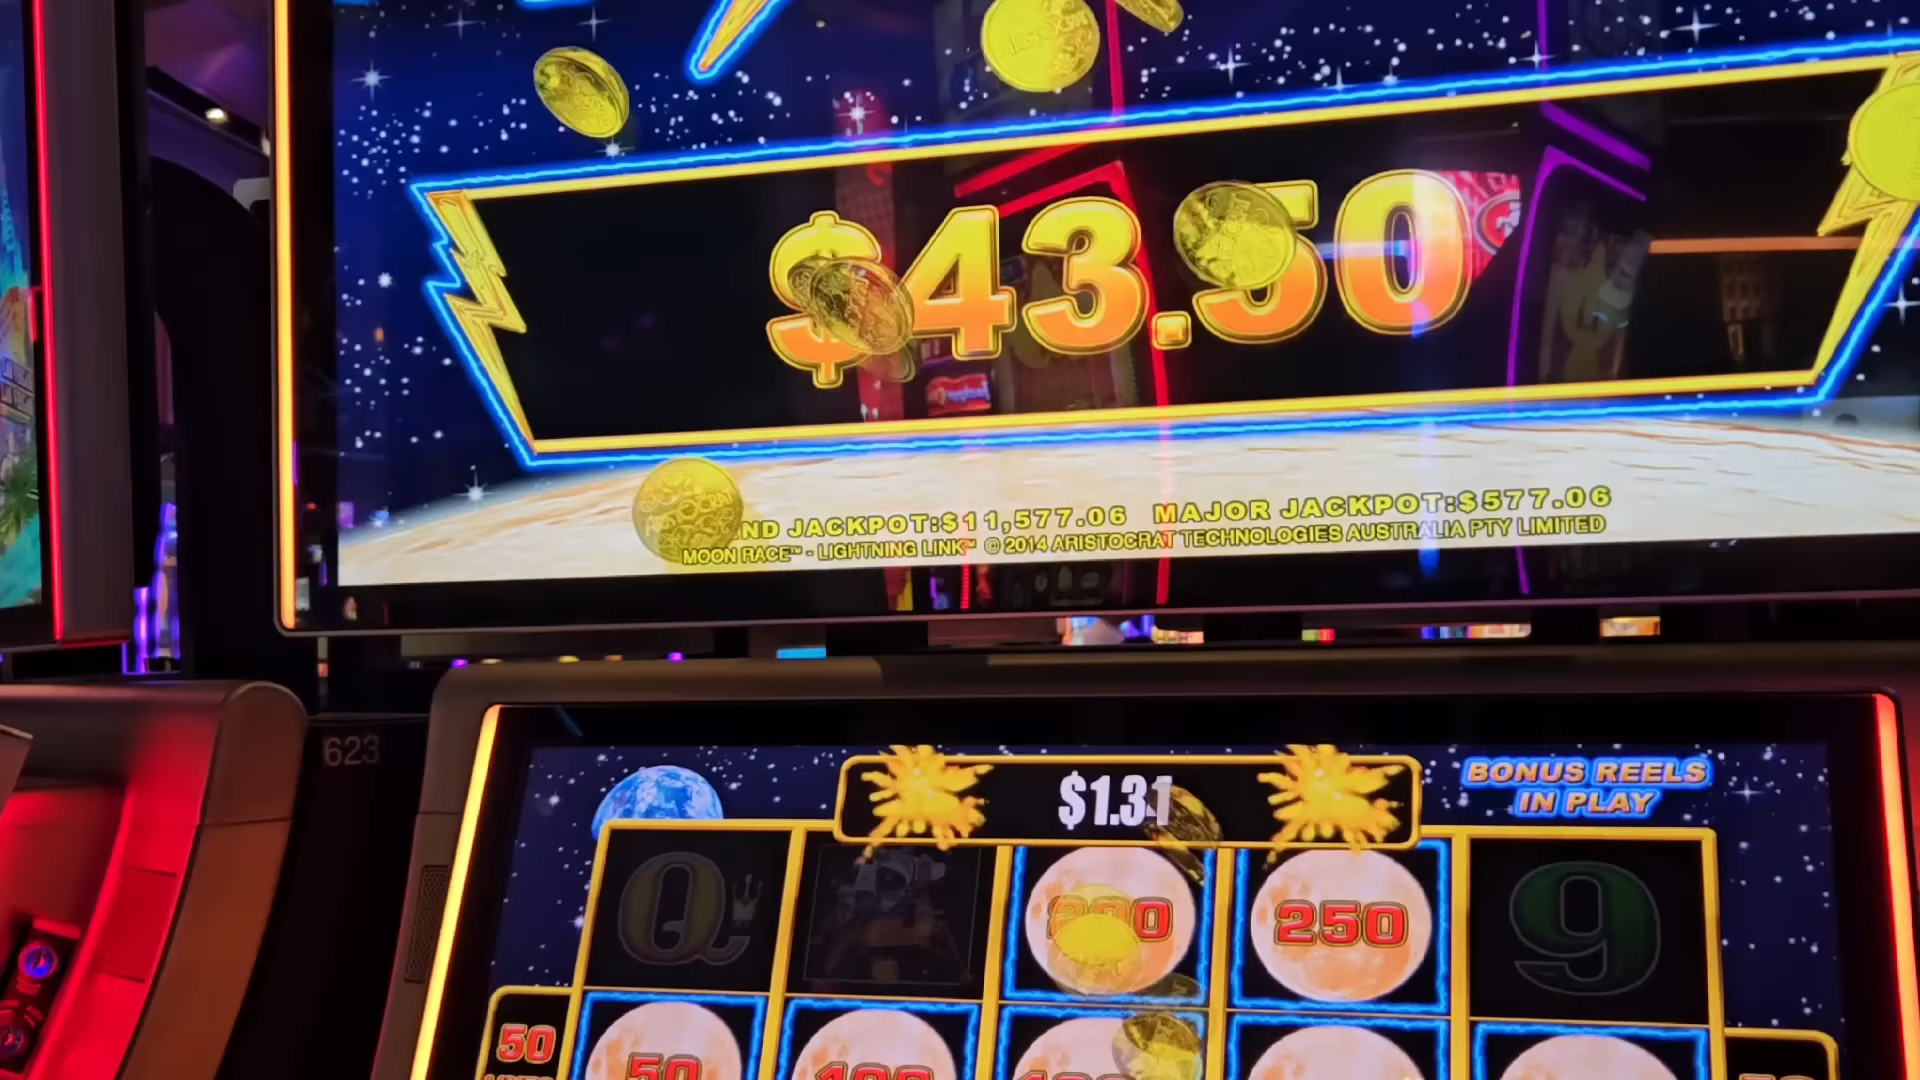 $43.50
ND JACKPOT:$11,577.06 MAJOR JACKPOT:$577.06
MOON RACE™ - LIGHTNING LINK™ © 2014 ARISTOCRAT TECHNOLOGIES AUSTRALIA PTY LIMITED
623
$1.31
BONUS REELS
IN PLAY
Q
250
9
50
50